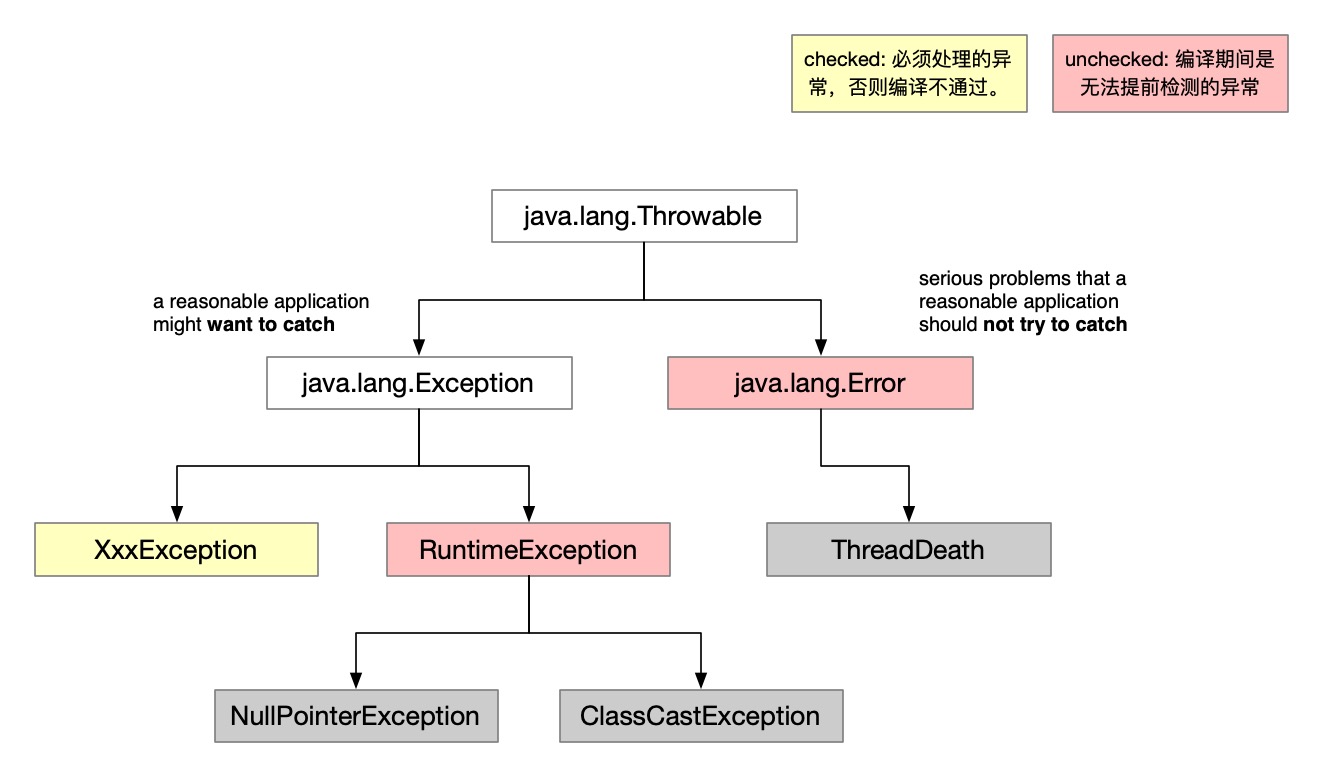 checked: 必须处理的异
常，否则编译不通过。
unchecked: 编译期间是
无法提前检测的异常
java.lang.Throwable
a reasonable application
might want to catch
serious problems that a
reasonable application
should not try to catch
java.lang.Exception
java.lang.Error
XxxException
RuntimeException
ThreadDeath
NullPointerException
ClassCastException